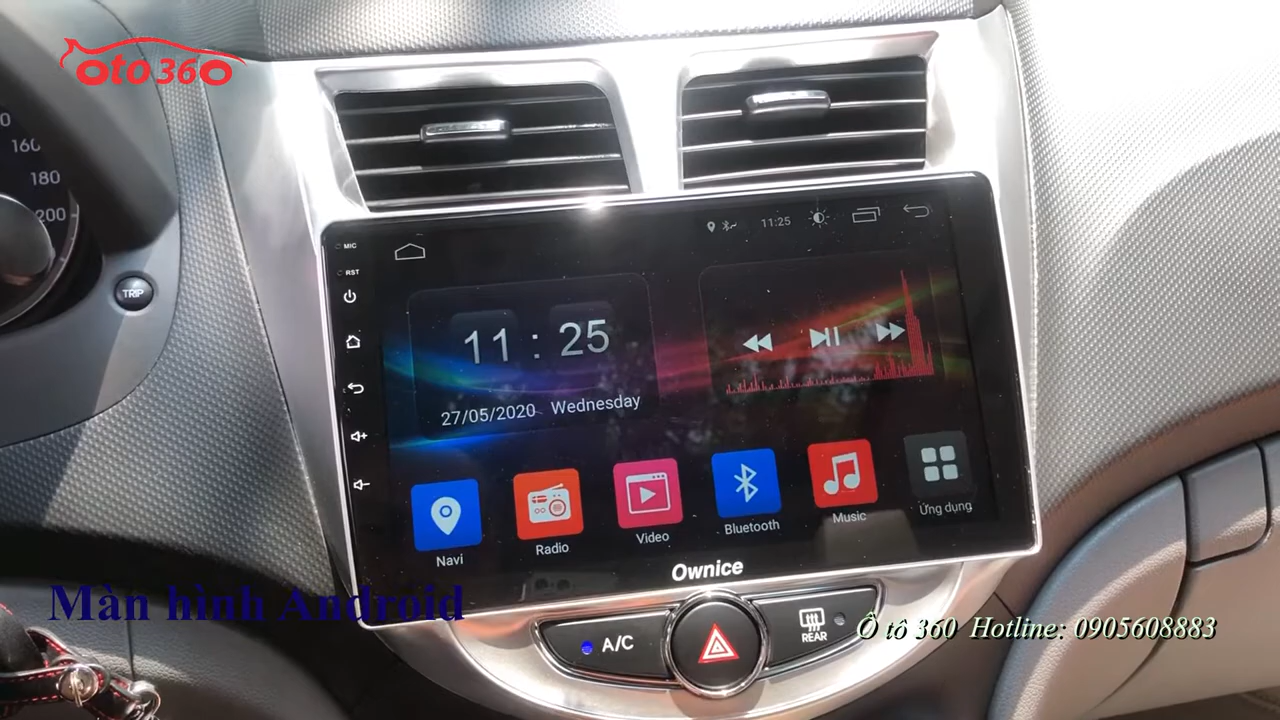 oto360
160
180
200
TRIP
MIC
RST
11:25
11 : 25
27/05/2020 Wednesday
Navi
Radio
Video
Bluetooth
Music
Ứng dụng
Ownice
Màn hình Android
A/C
REAR
Ô tô 360 Hotline: 0905608883